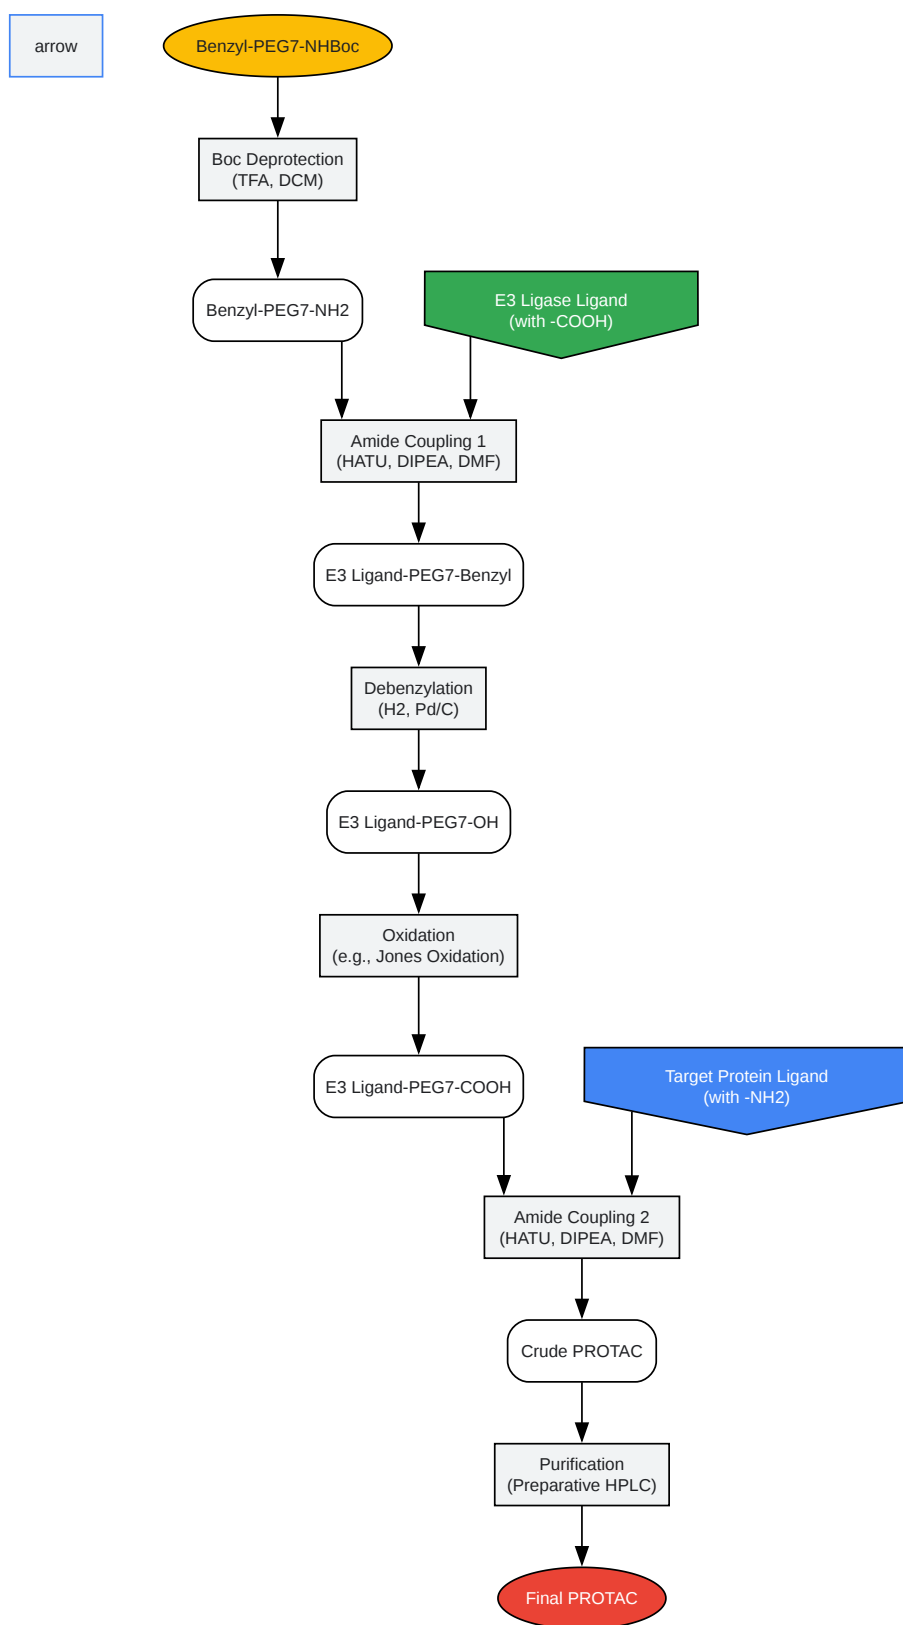 arrow
Benzyl-PEG7-NHBoc
Boc Deprotection
(TFA, DCM)
Benzyl-PEG7-NH2
E3 Ligase Ligand
(with -COOH)
Amide Coupling 1
(HATU, DIPEA, DMF)
E3 Ligand-PEG7-Benzyl
Debenzylation
(H2, Pd/C)
E3 Ligand-PEG7-OH
Oxidation
(e.g., Jones Oxidation)
E3 Ligand-PEG7-COOH
Target Protein Ligand
(with -NH2)
Amide Coupling 2
(HATU, DIPEA, DMF)
Crude PROTAC
Purification
(Preparative HPLC)
Final PROTAC